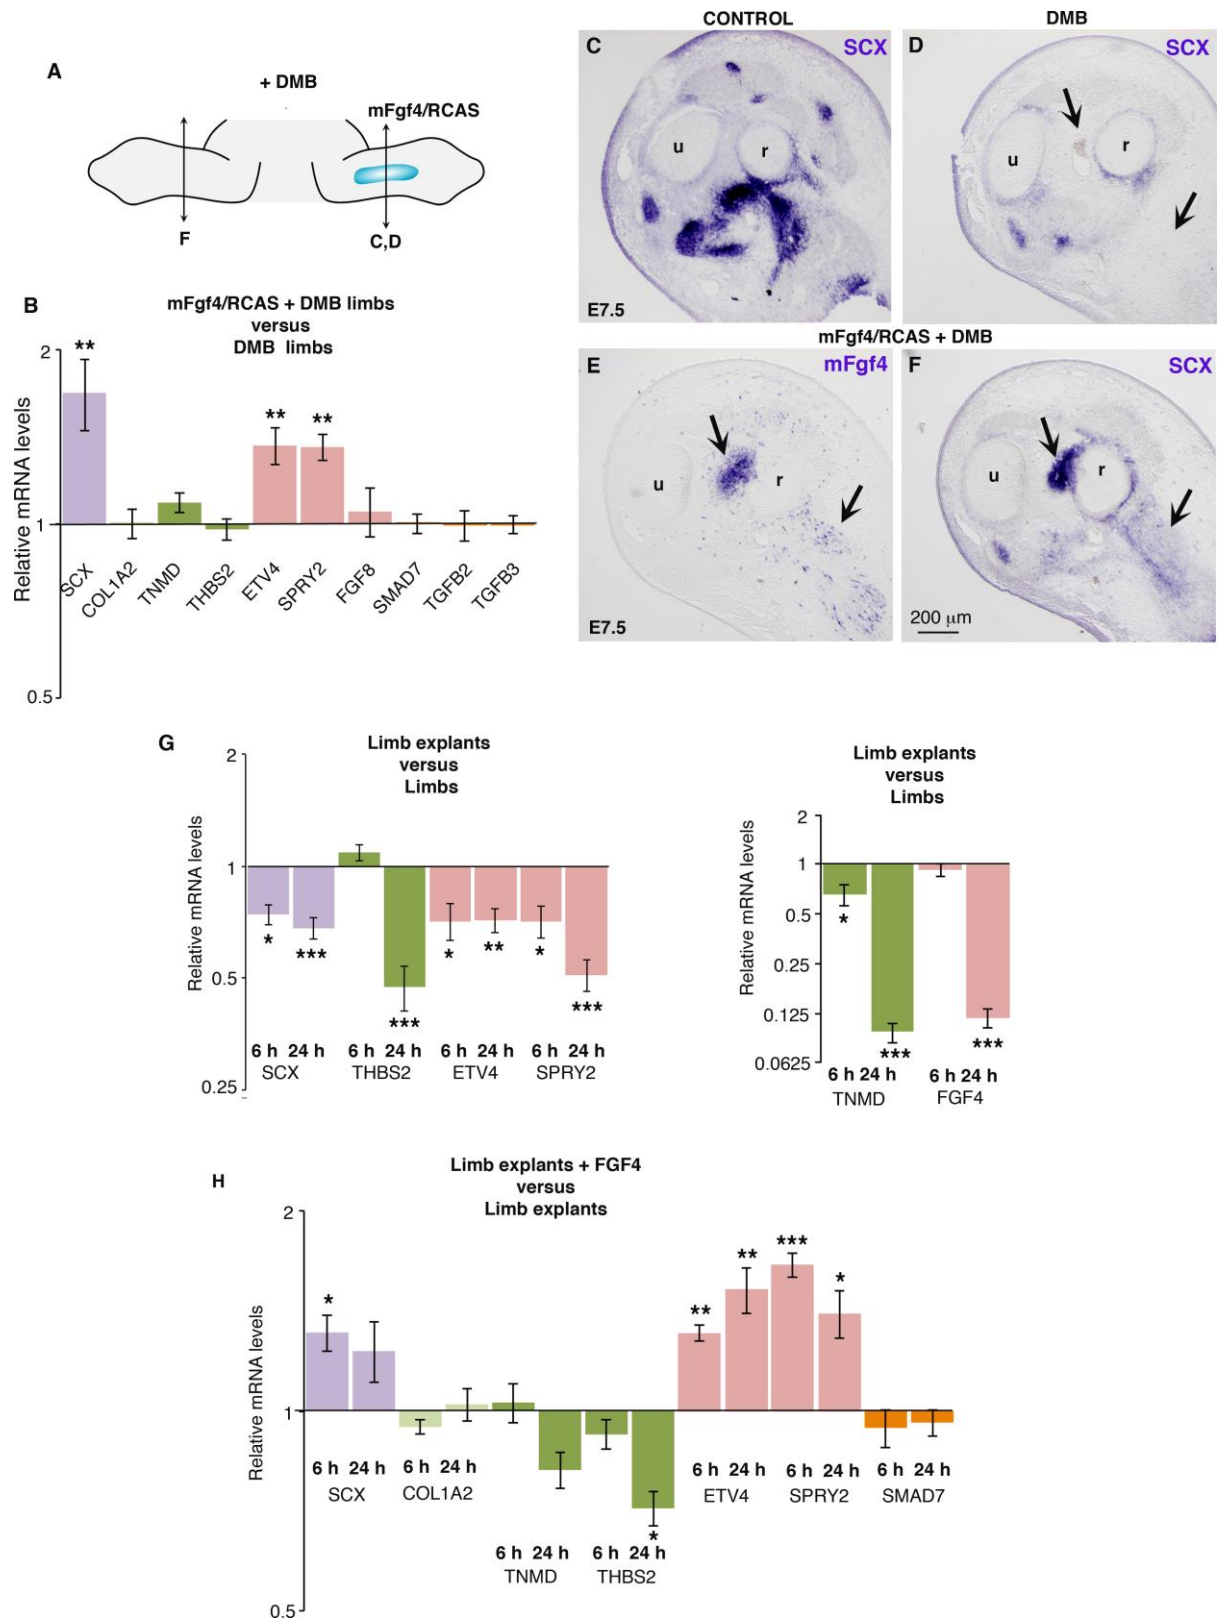 A
+ DMB
mFgf4/RCAS
F
C,D
CONTROL
DMB
C
SCX
u
r
E7.5
D
SCX
u
r
mFgf4/RCAS + DMB
E
mFgf4
u
r
E7.5
F
SCX
u
r
200 μm
B
mFgf4/RCAS + DMB limbs
versus
DMB limbs
Relative mRNA levels
2
1
0.5
**
**
**
SCX
COL1A2
TNMD
THBS2
ETV4
SPRY2
FGF8
SMAD7
TGFB2
TGFB3
G
Limb explants
versus
Limbs
Relative mRNA levels
2
1
0.5
0.25
*
***
***
*
**
*
***
6 h 24 h 6 h 24 h 6 h 24 h 6 h 24 h
SCX THBS2 ETV4 SPRY2
Limb explants
versus
Limbs
Relative mRNA levels
2
1
0.5
0.25
0.125
0.0625
*
***
***
6 h 24 h 6 h 24 h
TNMD FGF4
H
Limb explants + FGF4
versus
Limb explants
Relative mRNA levels
2
1
0.5
*
*
**
**
***
*
6 h 24 h 6 h 24 h 6 h 24 h 6 h 24 h 6 h 24 h
SCX COL1A2 ETV4 SPRY2 SMAD7
6 h 24 h 6 h 24 h
TNMD THBS2